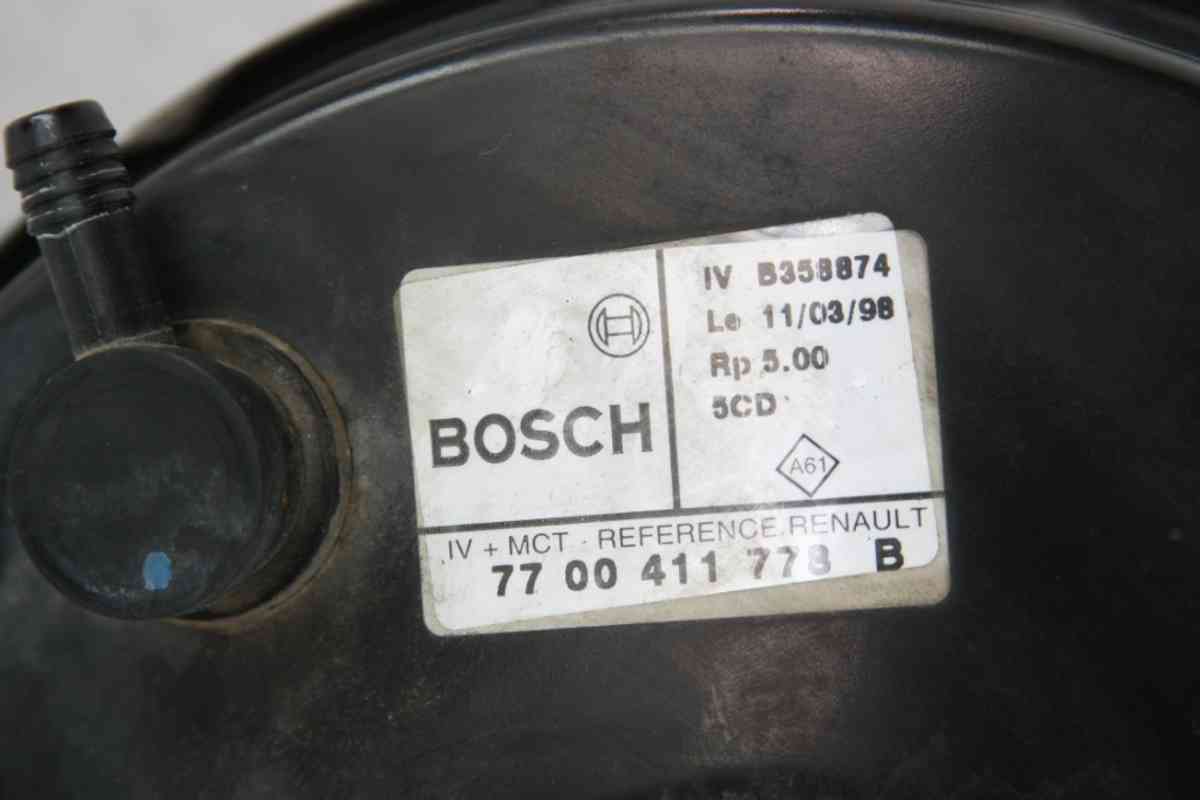 BOSCH
IV B358874
Le 11/03/98
Rp 5.00
5CD
A61
IV + MCT - REFERENCE RENAULT
77 00 411 778 B